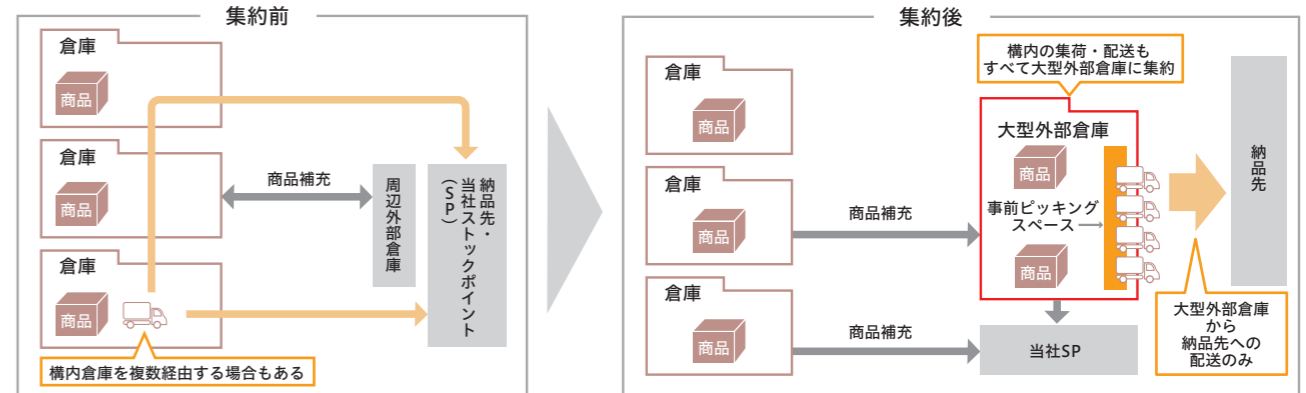 集約前
倉庫
商品
倉庫
商品
倉庫
商品
商品補充
周辺外部倉庫
納品先・
当社ストックポイント
（SP）
構内倉庫を複数経由する場合もある
集約後
倉庫
商品
倉庫
商品
倉庫
商品
商品補充
商品補充
構内の集荷・配送も
すべて大型外部倉庫に集約
大型外部倉庫
商品
事前ピッキング
スペース
商品
当社SP
納品先
大型外部倉庫
から
納品先への
配送のみ